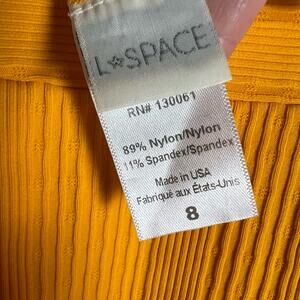 L*SPACE
RN# 130061
89% Nylon/Nylon
11% Spandex/Spandex
Made in USA
Fabriqué aux États-Unis
8